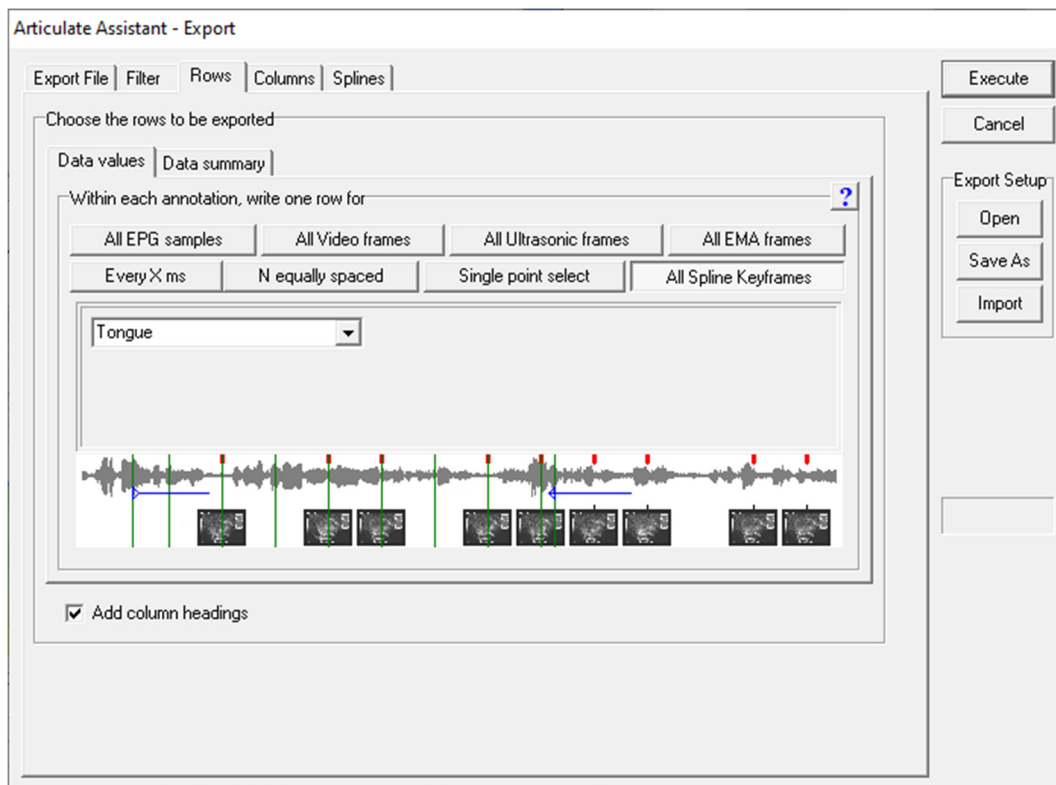 Articulate Assistant - Export
Export File Filter Rows Columns Splines
Execute
Cancel
Choose the rows to be exported
Data values Data summary
Export Setup
Within each annotation, write one row for ?
Open
All EPG samples All Video frames All Ultrasonic frames All EMA frames
Save As
Every X ms N equally spaced Single point select All Spline Keyframes
Import
Tongue
Add column headings